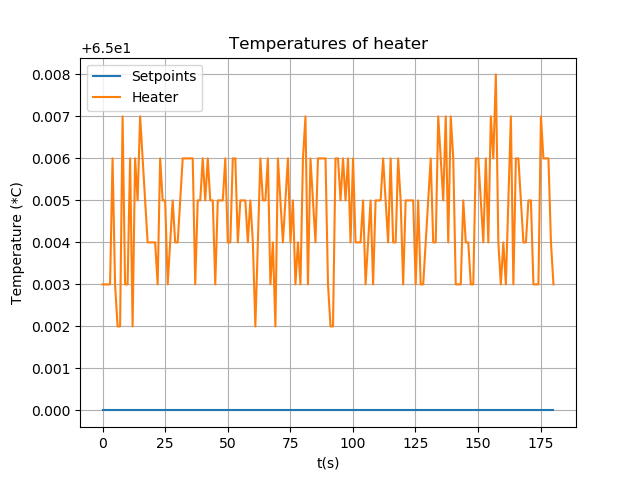 Temperatures of heater
+6.5e1
Setpoints
Heater
0.008
0.007
0.006
0.005
0.004
0.003
0.002
0.001
0.000
Temperature (*C)
0 25 50 75 100 125 150 175
t(s)